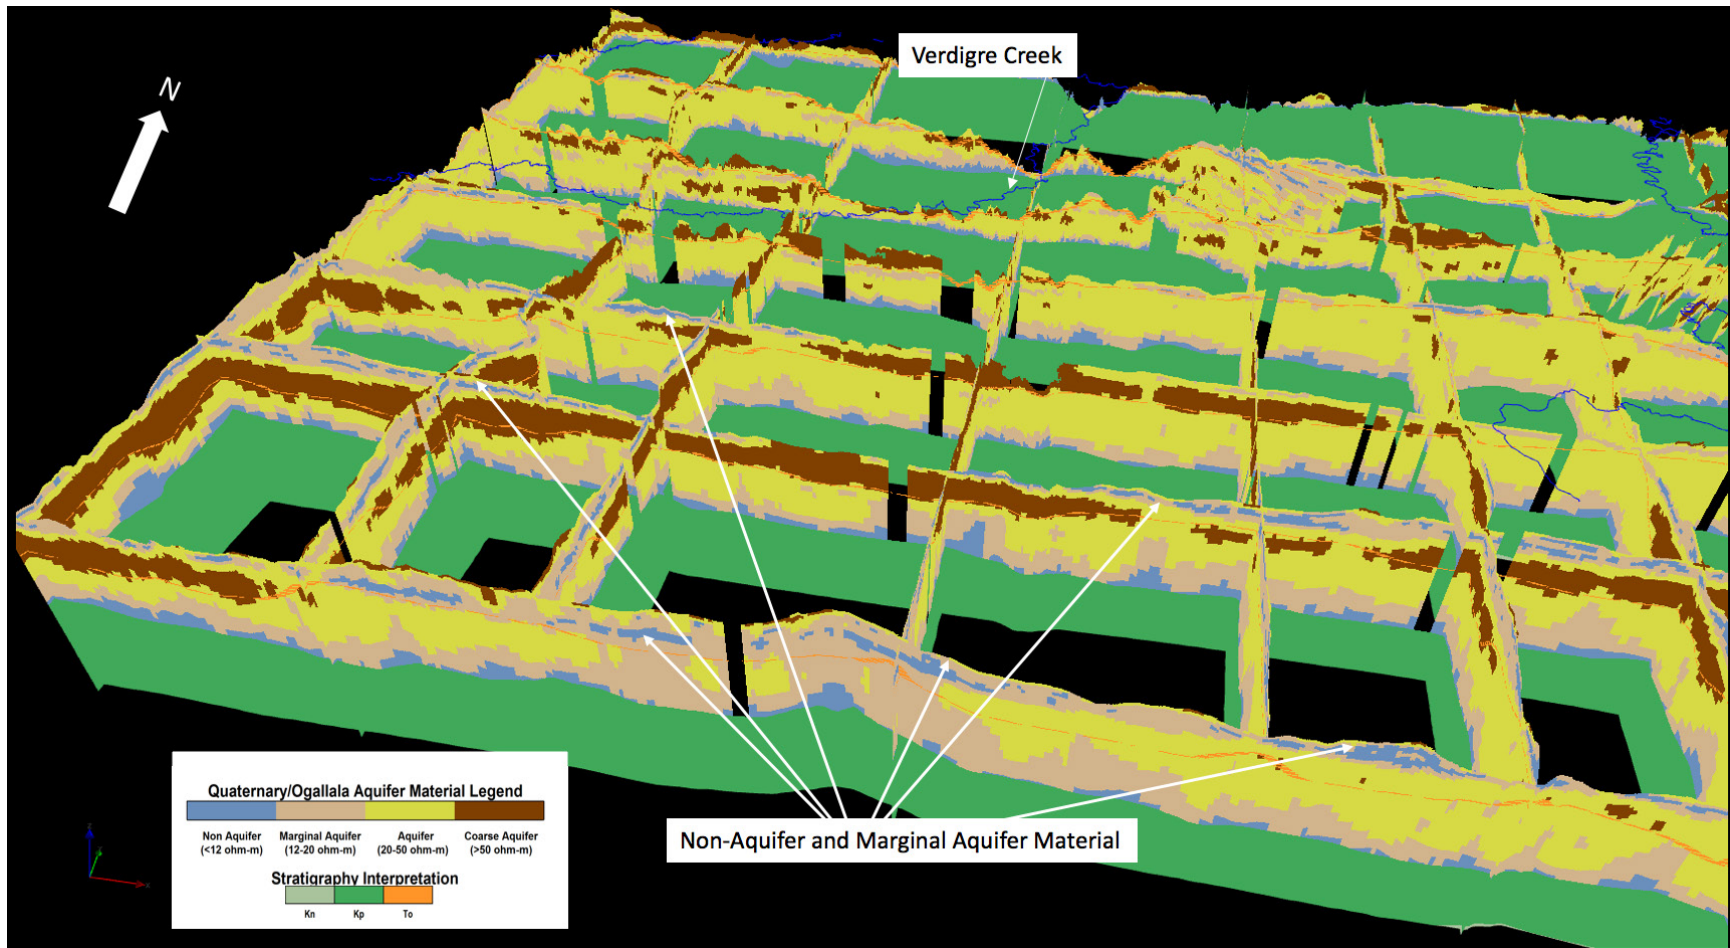 Verdigre Creek
N
Non-Aquifer and Marginal Aquifer Material
Quaternary/Ogallala Aquifer Material Legend
Non Aquifer Marginal Aquifer Aquifer Coarse Aquifer
(<12 ohm-m) (12-20 ohm-m) (20-50 ohm-m) (>50 ohm-m)
Stratigraphy Interpretation
Kn Kp To
X